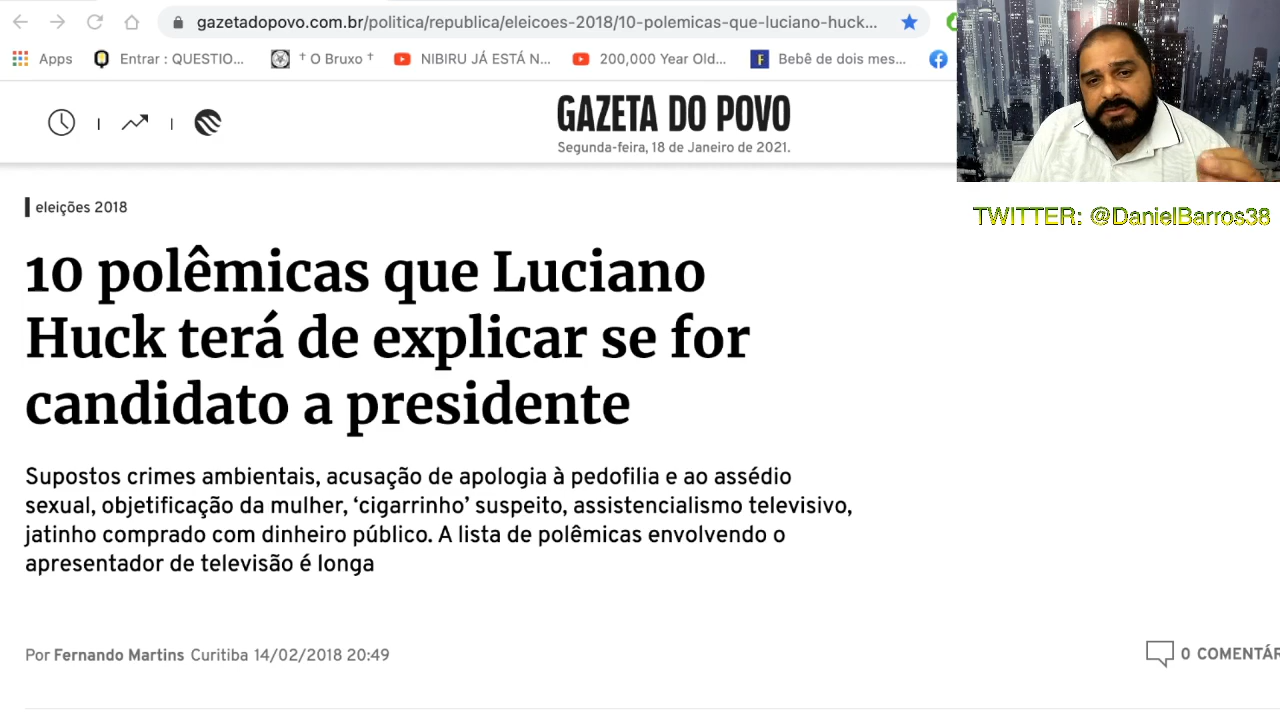 gazetadopovo.com.br/politica/republica/eleicoes-2018/10-polemicas-que-luciano-huck...
Apps Entrar : QUESTIO... † O Bruxo † NIBIRU JÁ ESTÁ N... 200,000 Year Old... Bebê de dois mes...
GAZETA DO POVO
Segunda-feira, 18 de Janeiro de 2021.
TWITTER: @DanielBarros38
eleições 2018
10 polêmicas que Luciano
Huck terá de explicar se for
candidato a presidente
Supostos crimes ambientais, acusação de apologia à pedofilia e ao assédio
sexual, objetificação da mulher, ‘cigarrinho’ suspeito, assistencialismo televisivo,
jatinho comprado com dinheiro público. A lista de polêmicas envolvendo o
apresentador de televisão é longa
Por Fernando Martins Curitiba 14/02/2018 20:49
0 COMENTÁR